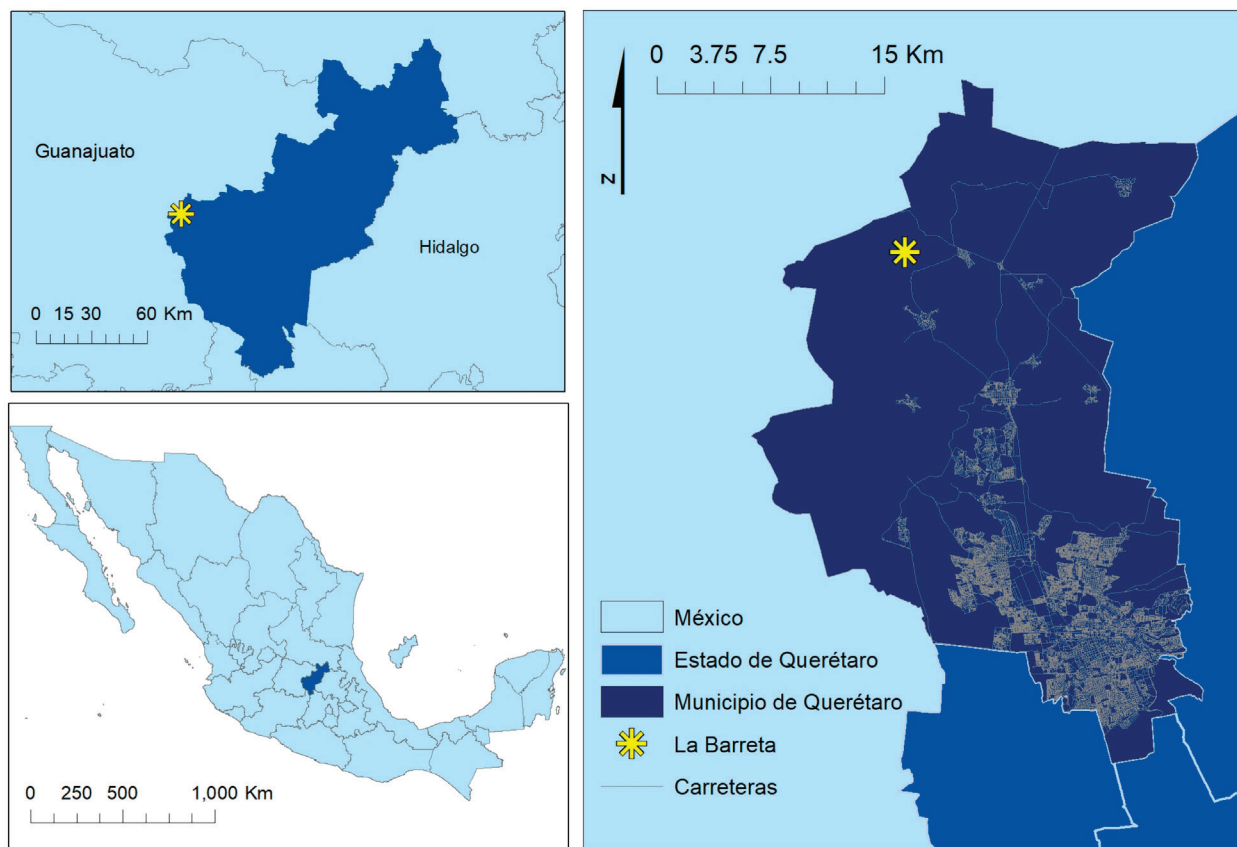 Guanajuato
Hidalgo
0 15 30 60 Km
0 250 500 1,000 Km
0 3.75 7.5 15 Km
N
México
Estado de Querétaro
Municipio de Querétaro
La Barreta
Carreteras